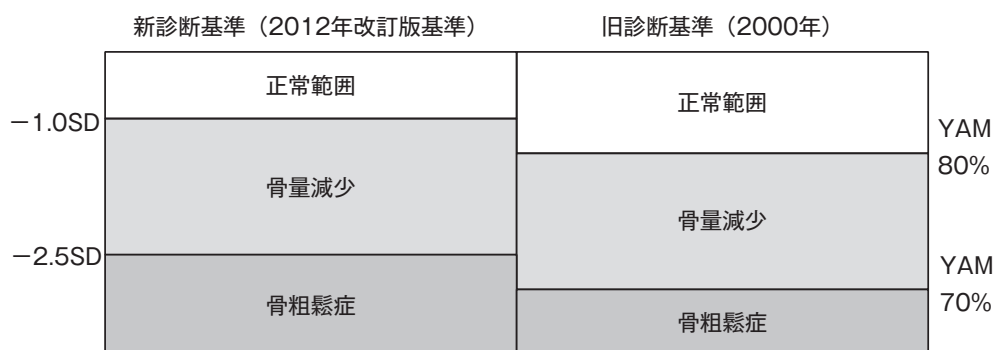 新診断基準（2012年改訂版基準）
旧診断基準（2000年）
正常範囲
正常範囲
－1.0SD
YAM
80%
骨量減少
骨量減少
－2.5SD
YAM
70%
骨粗鬆症
骨粗鬆症